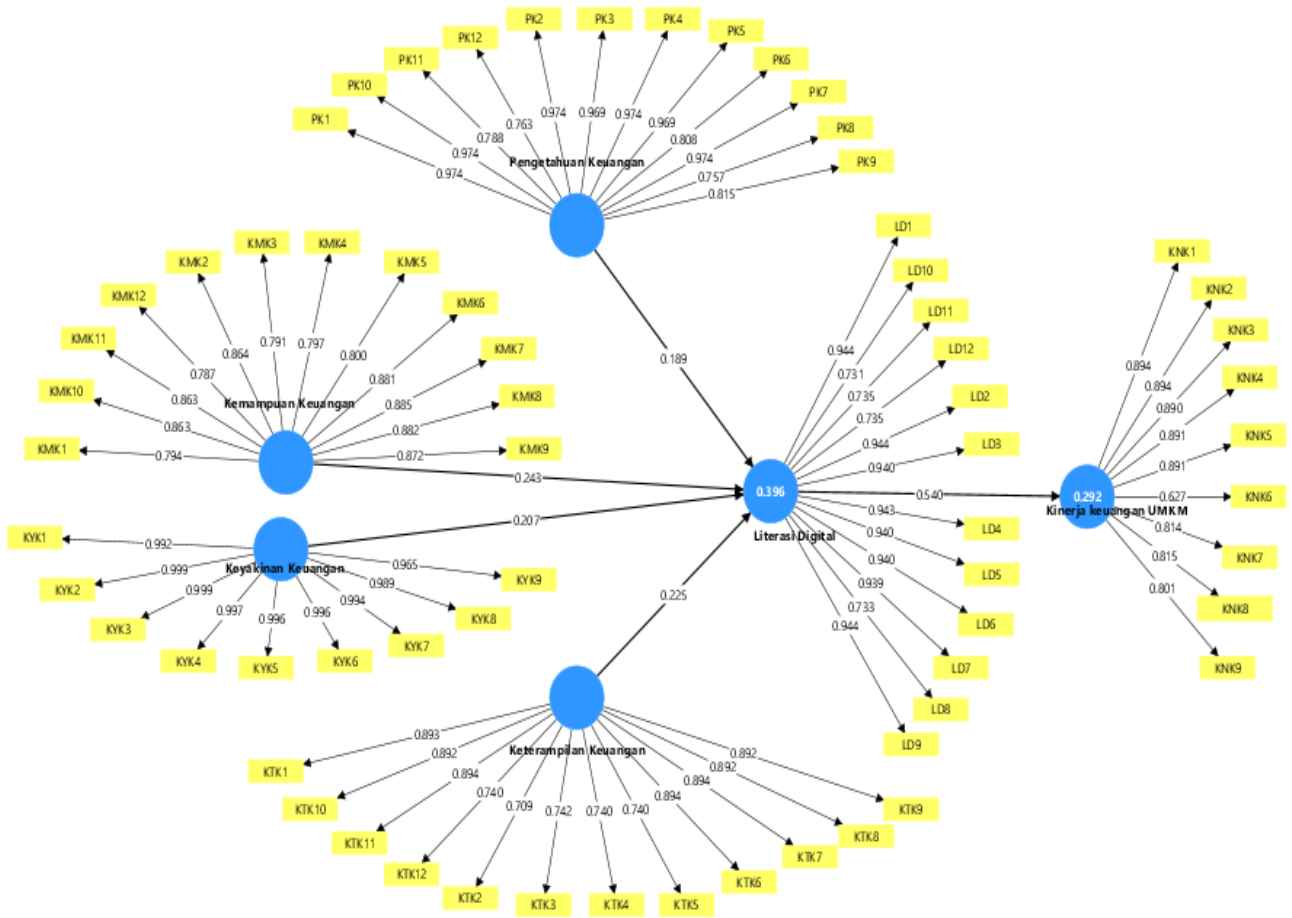 PK2
PK3
PK4
PK12
PK5
PK11
PK6
PK10
PK7
PK1
PK8
PK9
0.974
0.974
0.788
0.763
0.974
0.969
0.974
0.969
0.808
0.974
0.757
0.815
Pengetahuan Keuangan
KMK3
KMK4
KMK2
KMK5
KMK12
KMK6
KMK11
KMK7
KMK10
KMK8
KMK1
KMK9
0.794
0.863
0.863
0.787
0.864
0.791
0.797
0.800
0.881
0.885
0.882
0.872
Kemampuan Keuangan
0.189
0.243
0.207
0.225
KYK1
KYK2
KYK3
KYK4
KYK5
KYK6
KYK7
KYK8
KYK9
0.992
0.999
0.999
0.997
0.996
0.996
0.994
0.989
0.965
Keyakinan Keuangan
LD1
LD10
LD11
LD12
LD2
LD3
LD4
LD5
LD6
LD7
LD8
LD9
0.944
0.731
0.735
0.735
0.944
0.940
0.943
0.940
0.940
0.939
0.733
0.944
0.396
Literasi Digital
0.540
KNK1
KNK2
KNK3
KNK4
KNK5
KNK6
KNK7
KNK8
KNK9
0.894
0.894
0.890
0.891
0.891
0.627
0.814
0.815
0.801
0.292
Kinerja keuangan UMKM
Keterampilan Keuangan
0.893
0.892
0.894
0.740
0.709
0.742
0.740
0.740
0.894
0.894
0.892
0.892
KTK1
KTK10
KTK11
KTK12
KTK2
KTK3
KTK4
KTK5
KTK6
KTK7
KTK8
KTK9